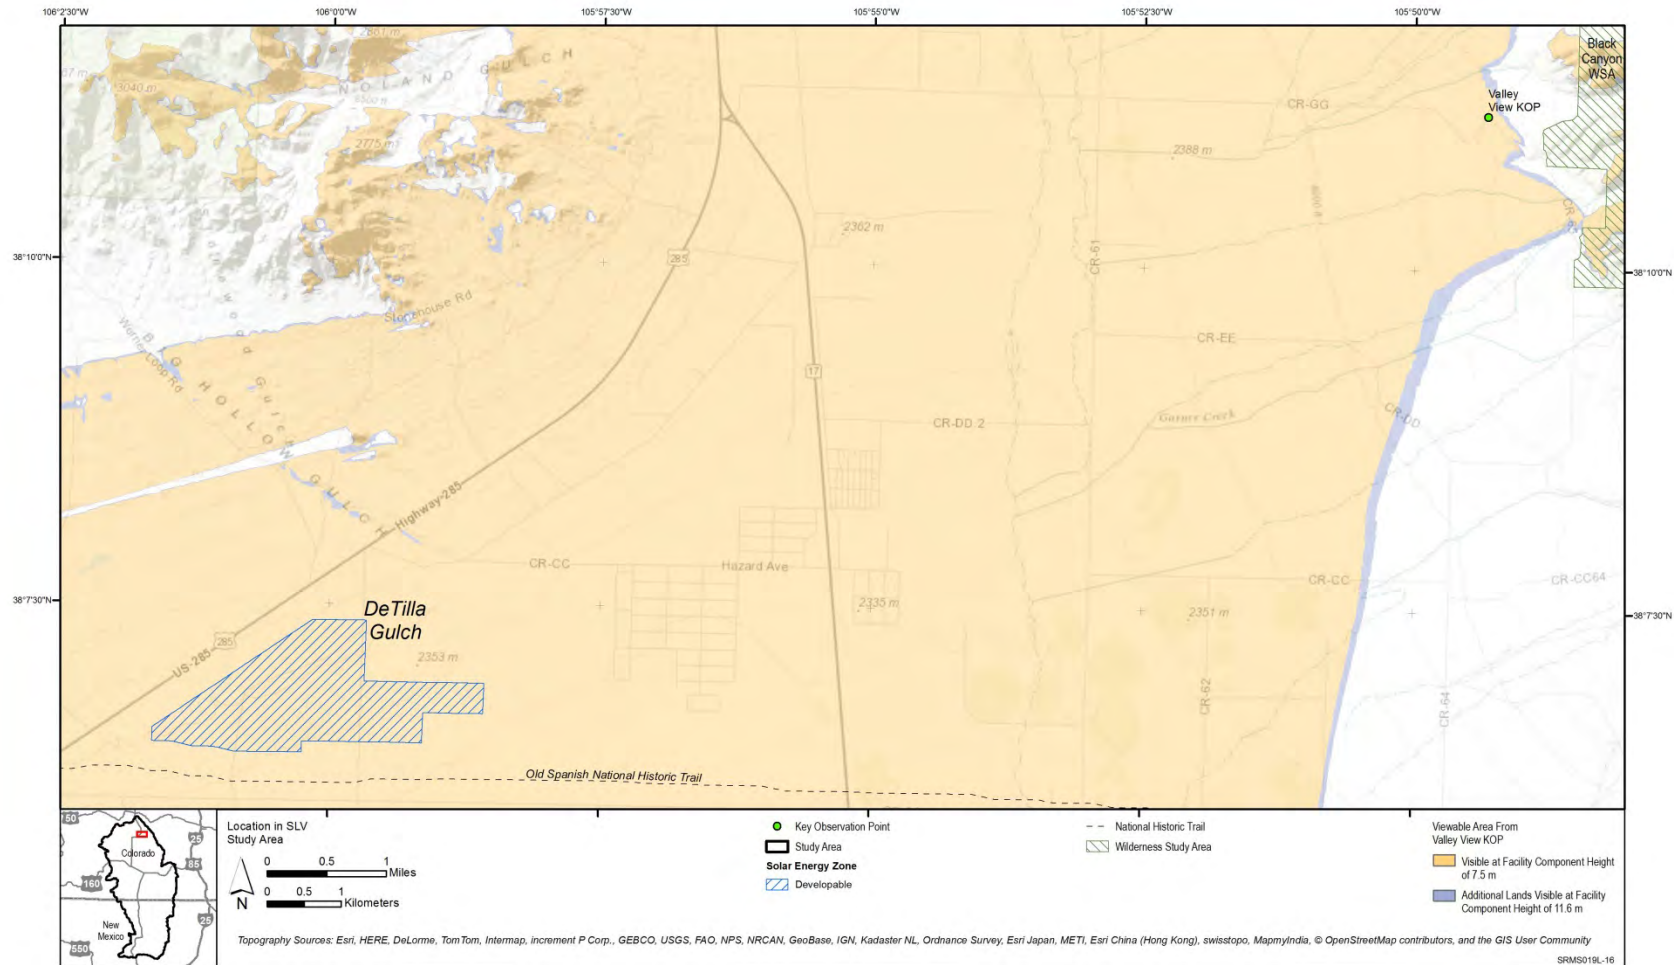 106°2'30"W
106°0'0"W
105°57'30"W
105°55'0"W
105°52'30"W
105°50'0"W
2881 m
NOLAND GULCH
3040 m
2775 m
Black
Canyon
WSA
Valley
View KOP
CR-GG
2388 m
2362 m
CR-61
38°10'0"N
38°10'0"N
285
Storehouse Rd
CR-EE
17
BIG HOLLOW GULCH
CR-DD
CR-DD 2
Garner Creek
Highway-285
CR-CC
Hazard Ave
CR-CC
CR-CC64
38°7'30"N
38°7'30"N
DeTilla
Gulch
2335 m
2351 m
US-285
285
2353 m
CR-62
CR-64
Old Spanish National Historic Trail
150
25
Colorado
85
160
25
New
Mexico
550
Location in SLV
Study Area
0 0.5 1
Miles
0 0.5 1
Kilometers
N
Key Observation Point
Study Area
Solar Energy Zone
Developable
National Historic Trail
Wilderness Study Area
Viewable Area From
Valley View KOP
Visible at Facility Component Height
of 7.5 m
Additional Lands Visible at Facility
Component Height of 11.6 m
Topography Sources: Esri, HERE, DeLorme, TomTom, Intermap, increment P Corp., GEBCO, USGS, FAO, NPS, NRCAN, GeoBase, IGN, Kadaster NL, Ordnance Survey, Esri Japan, METI, Esri China (Hong Kong), swisstopo, MapmyIndia, © OpenStreetMap contributors, and the GIS User Community
SRMS019L-16